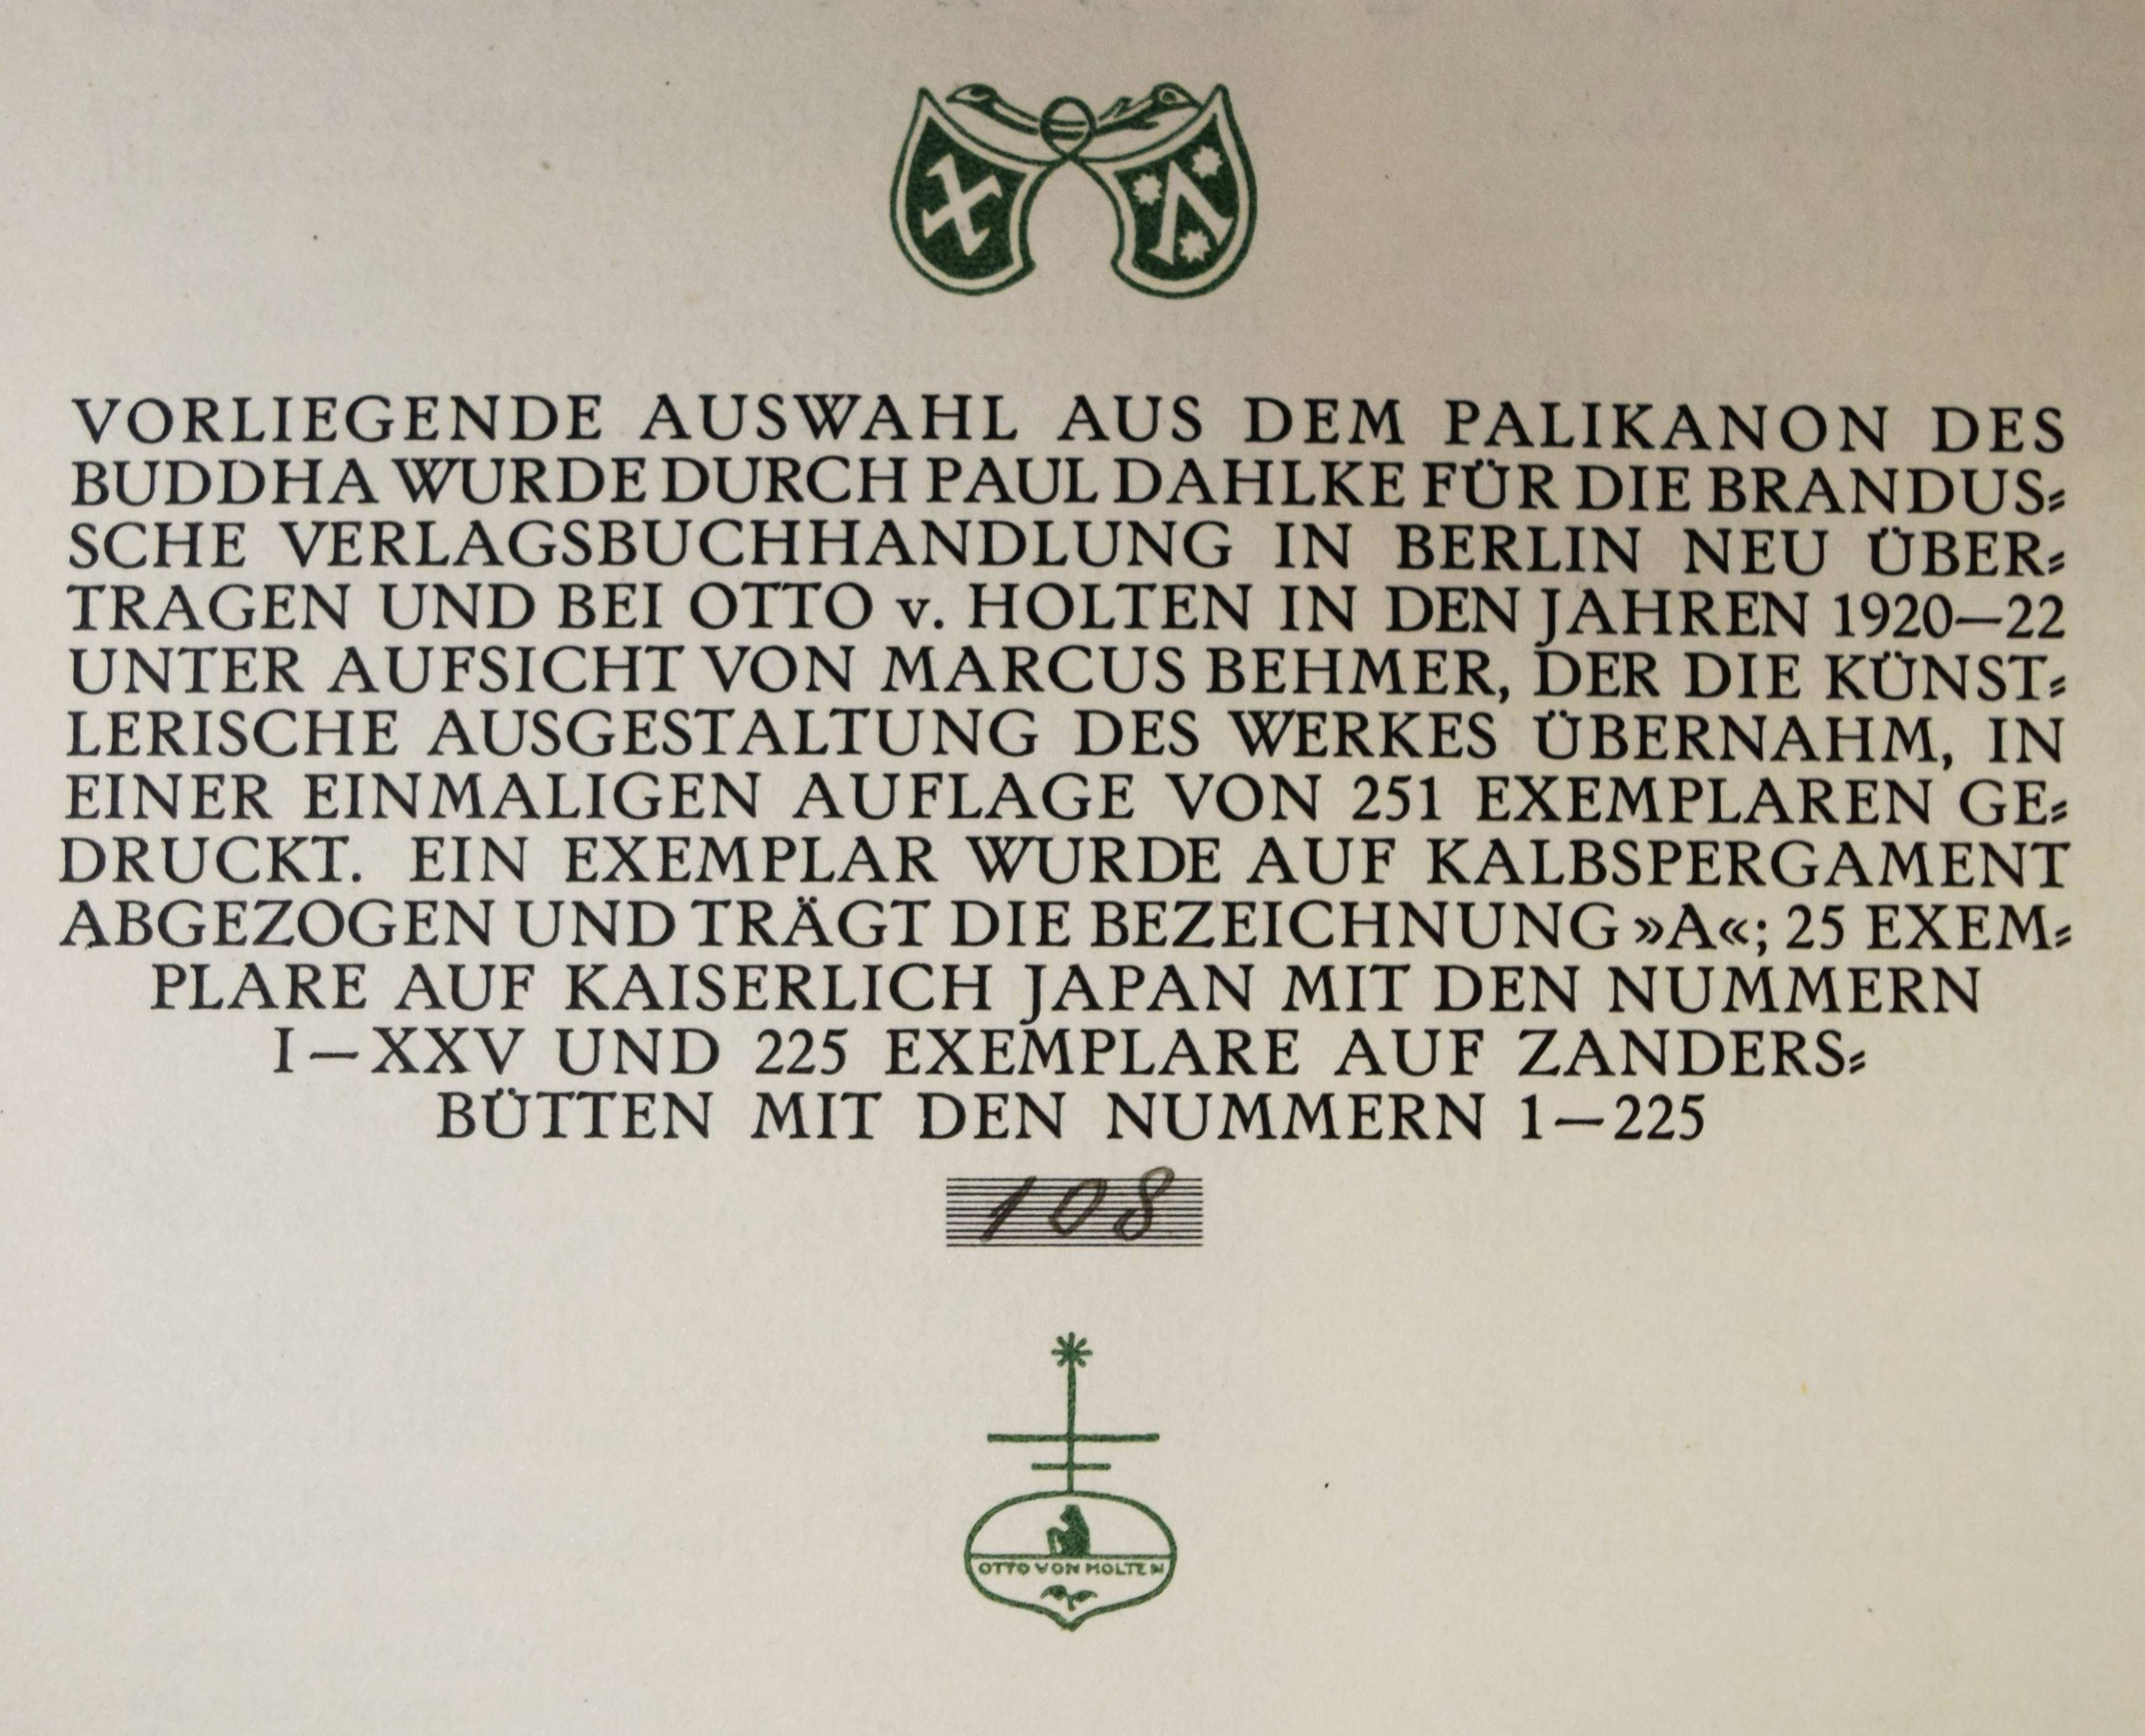 VORLIEGENDE AUSWAHL AUS DEM PALIKANON DES
BUDDHA WURDE DURCH PAUL DAHLKE FÜR DIE BRANDUS⸗
SCHE VERLAGSBUCHHANDLUNG IN BERLIN NEU ÜBER⸗
TRAGEN UND BEI OTTO v. HOLTEN IN DEN JAHREN 1920—22
UNTER AUFSICHT VON MARCUS BEHMER, DER DIE KÜNST⸗
LERISCHE AUSGESTALTUNG DES WERKES ÜBERNAHM, IN
EINER EINMALIGEN AUFLAGE VON 251 EXEMPLAREN GE⸗
DRUCKT. EIN EXEMPLAR WURDE AUF KALBSPERGAMENT
ABGEZOGEN UND TRÄGT DIE BEZEICHNUNG »A«; 25 EXEM⸗
PLARE AUF KAISERLICH JAPAN MIT DEN NUMMERN
I—XXV UND 225 EXEMPLARE AUF ZANDERS⸗
BÜTTEN MIT DEN NUMMERN 1—225
108
OTTO VON HOLTEN